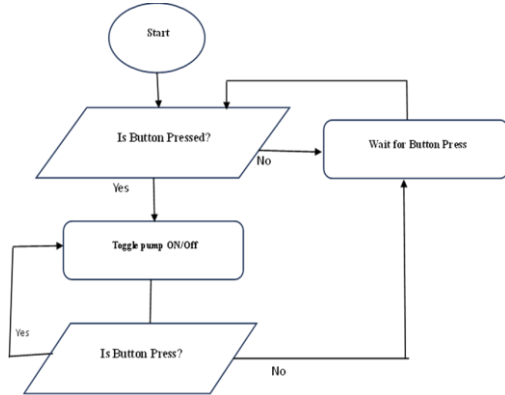 Start
Is Button Pressed?
Wait for Button Press
No
Yes
Toggle pump ON/Off
Yes
Is Button Press?
No